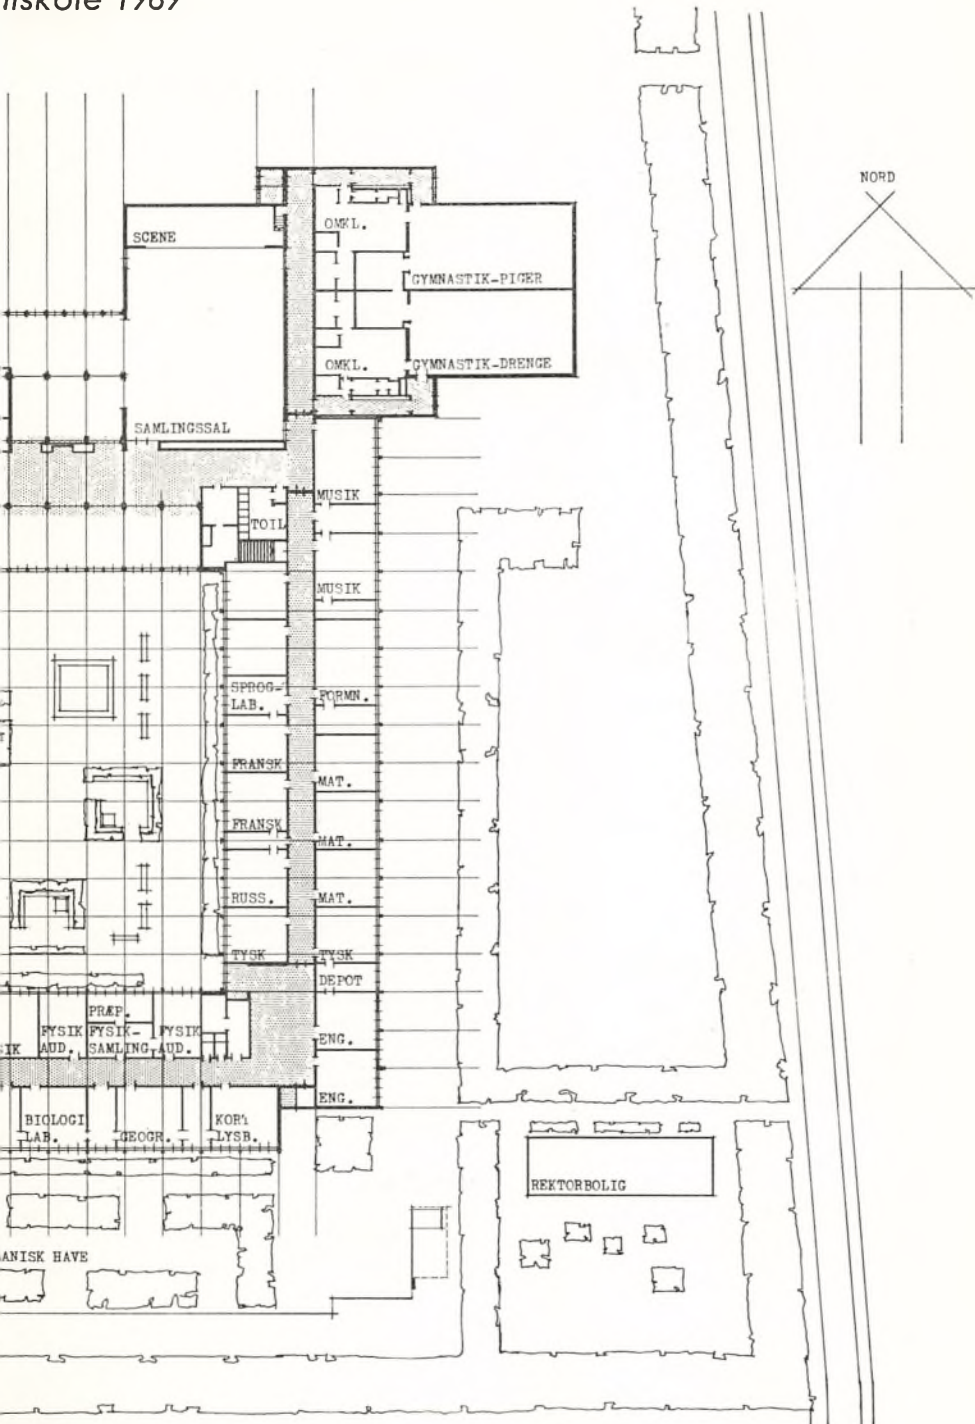 1969
NORD
OMKL.
SCENE
GYMNASTIK-PIGER
OMKL.
GYMNASTIK-DRENGE
SAMLINGSSAL
MUSIK
TOIL
MUSIK
SPROG-
LAB.
FORMN.
FRANSK
MAT.
FRANSK
MAT.
RUSS.
MAT.
TYSK
TYSK
DEPOT
PRÆP.
FYSIK
AUD.
FYSIK-
SAMLING
FYSIK
AUD.
SIK
ENG.
ENG.
BIOLOGI
LAB.
GEOGR.
LYSB.
REKTORBOLIG
ANISK HAVE